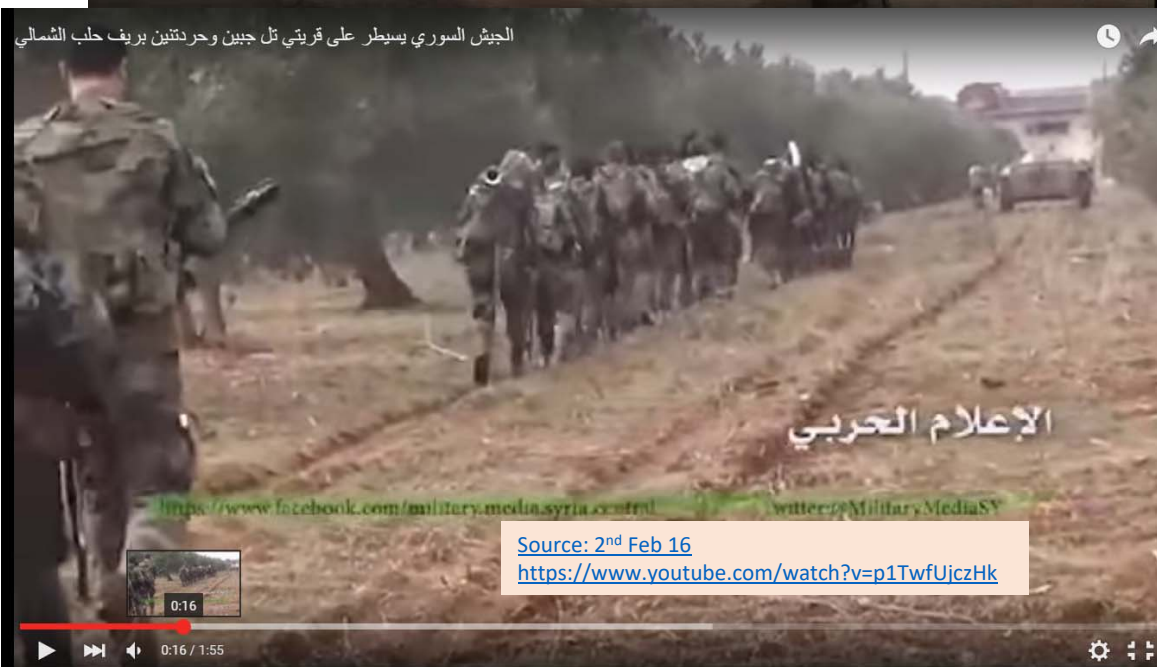 الجيش السوري يسيطر على قريتي تل جبين وحردتنين بريف حلب الشمالي
الإعلام الحربي
https://www.facebook.com/military.media.syria.central
twitter:@MilitaryMediaSY
Source: 2nd Feb 16
https://www.youtube.com/watch?v=p1TwfUjczHk
0:16
0:16 / 1:55